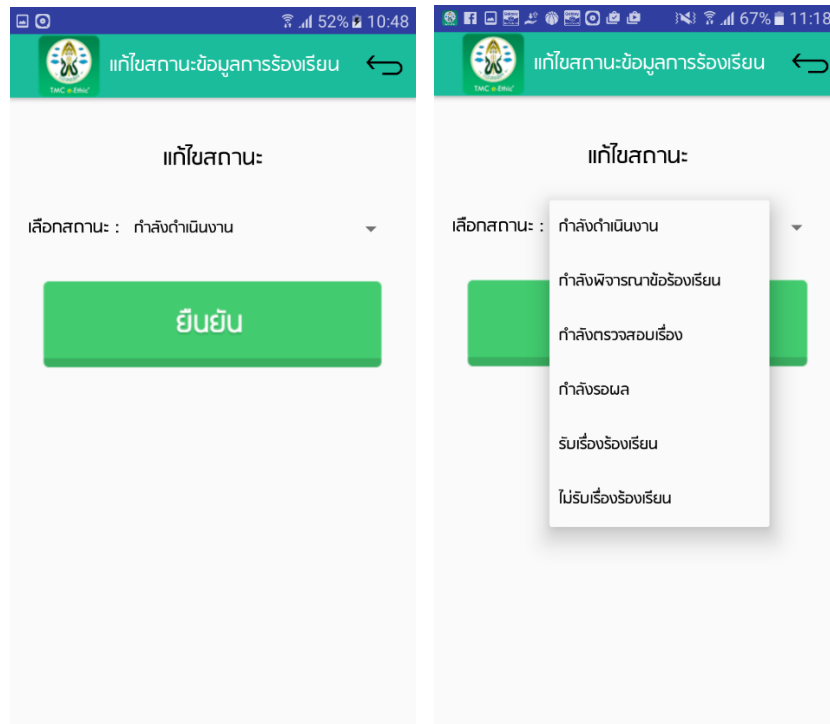 52% 10:48
แก้ไขสถานะข้อมูลการร้องเรียน
TMC e-Ethic
แก้ไขสถานะ
เลือกสถานะ : กำลังดำเนินงาน
ยืนยัน
67% 11:18
แก้ไขสถานะข้อมูลการร้องเรียน
TMC e-Ethic
แก้ไขสถานะ
เลือกสถานะ : กำลังดำเนินงาน
กำลังพิจารณาข้อร้องเรียน
กำลังตรวจสอบเรื่อง
กำลังรอผล
รับเรื่องร้องเรียน
ไม่รับเรื่องร้องเรียน